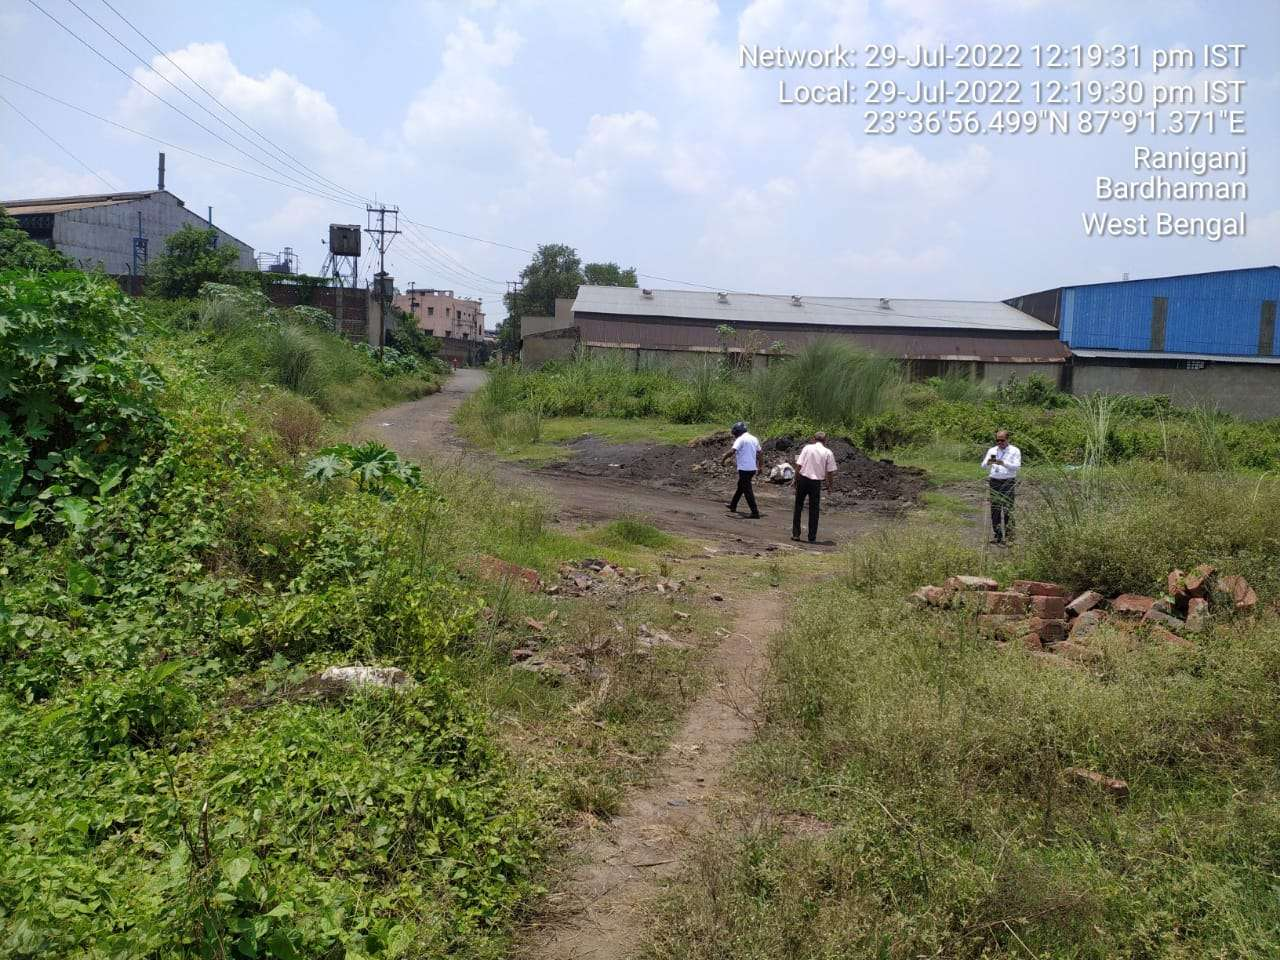 Network: 29-Jul-2022 12:19:31 pm IST
Local: 29-Jul-2022 12:19:30 pm IST
23°36'56.499"N 87°9'1.371"E
Raniganj
Bardhaman
West Bengal